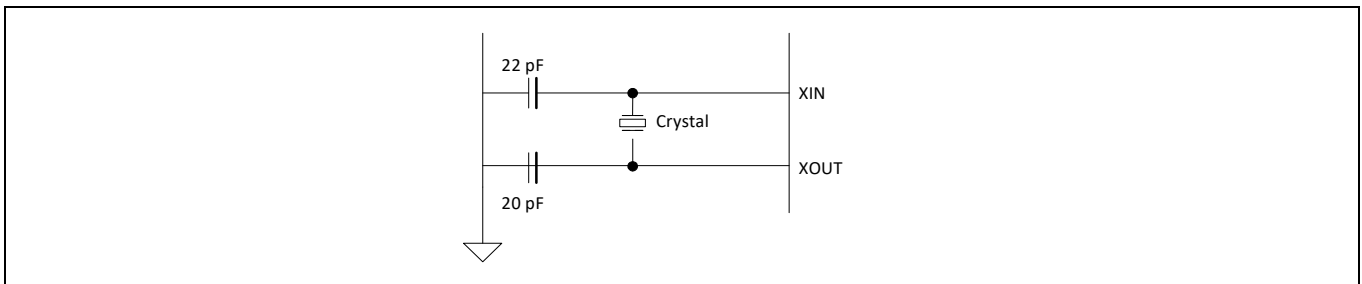 22 pF
XIN
Crystal
XOUT
20 pF